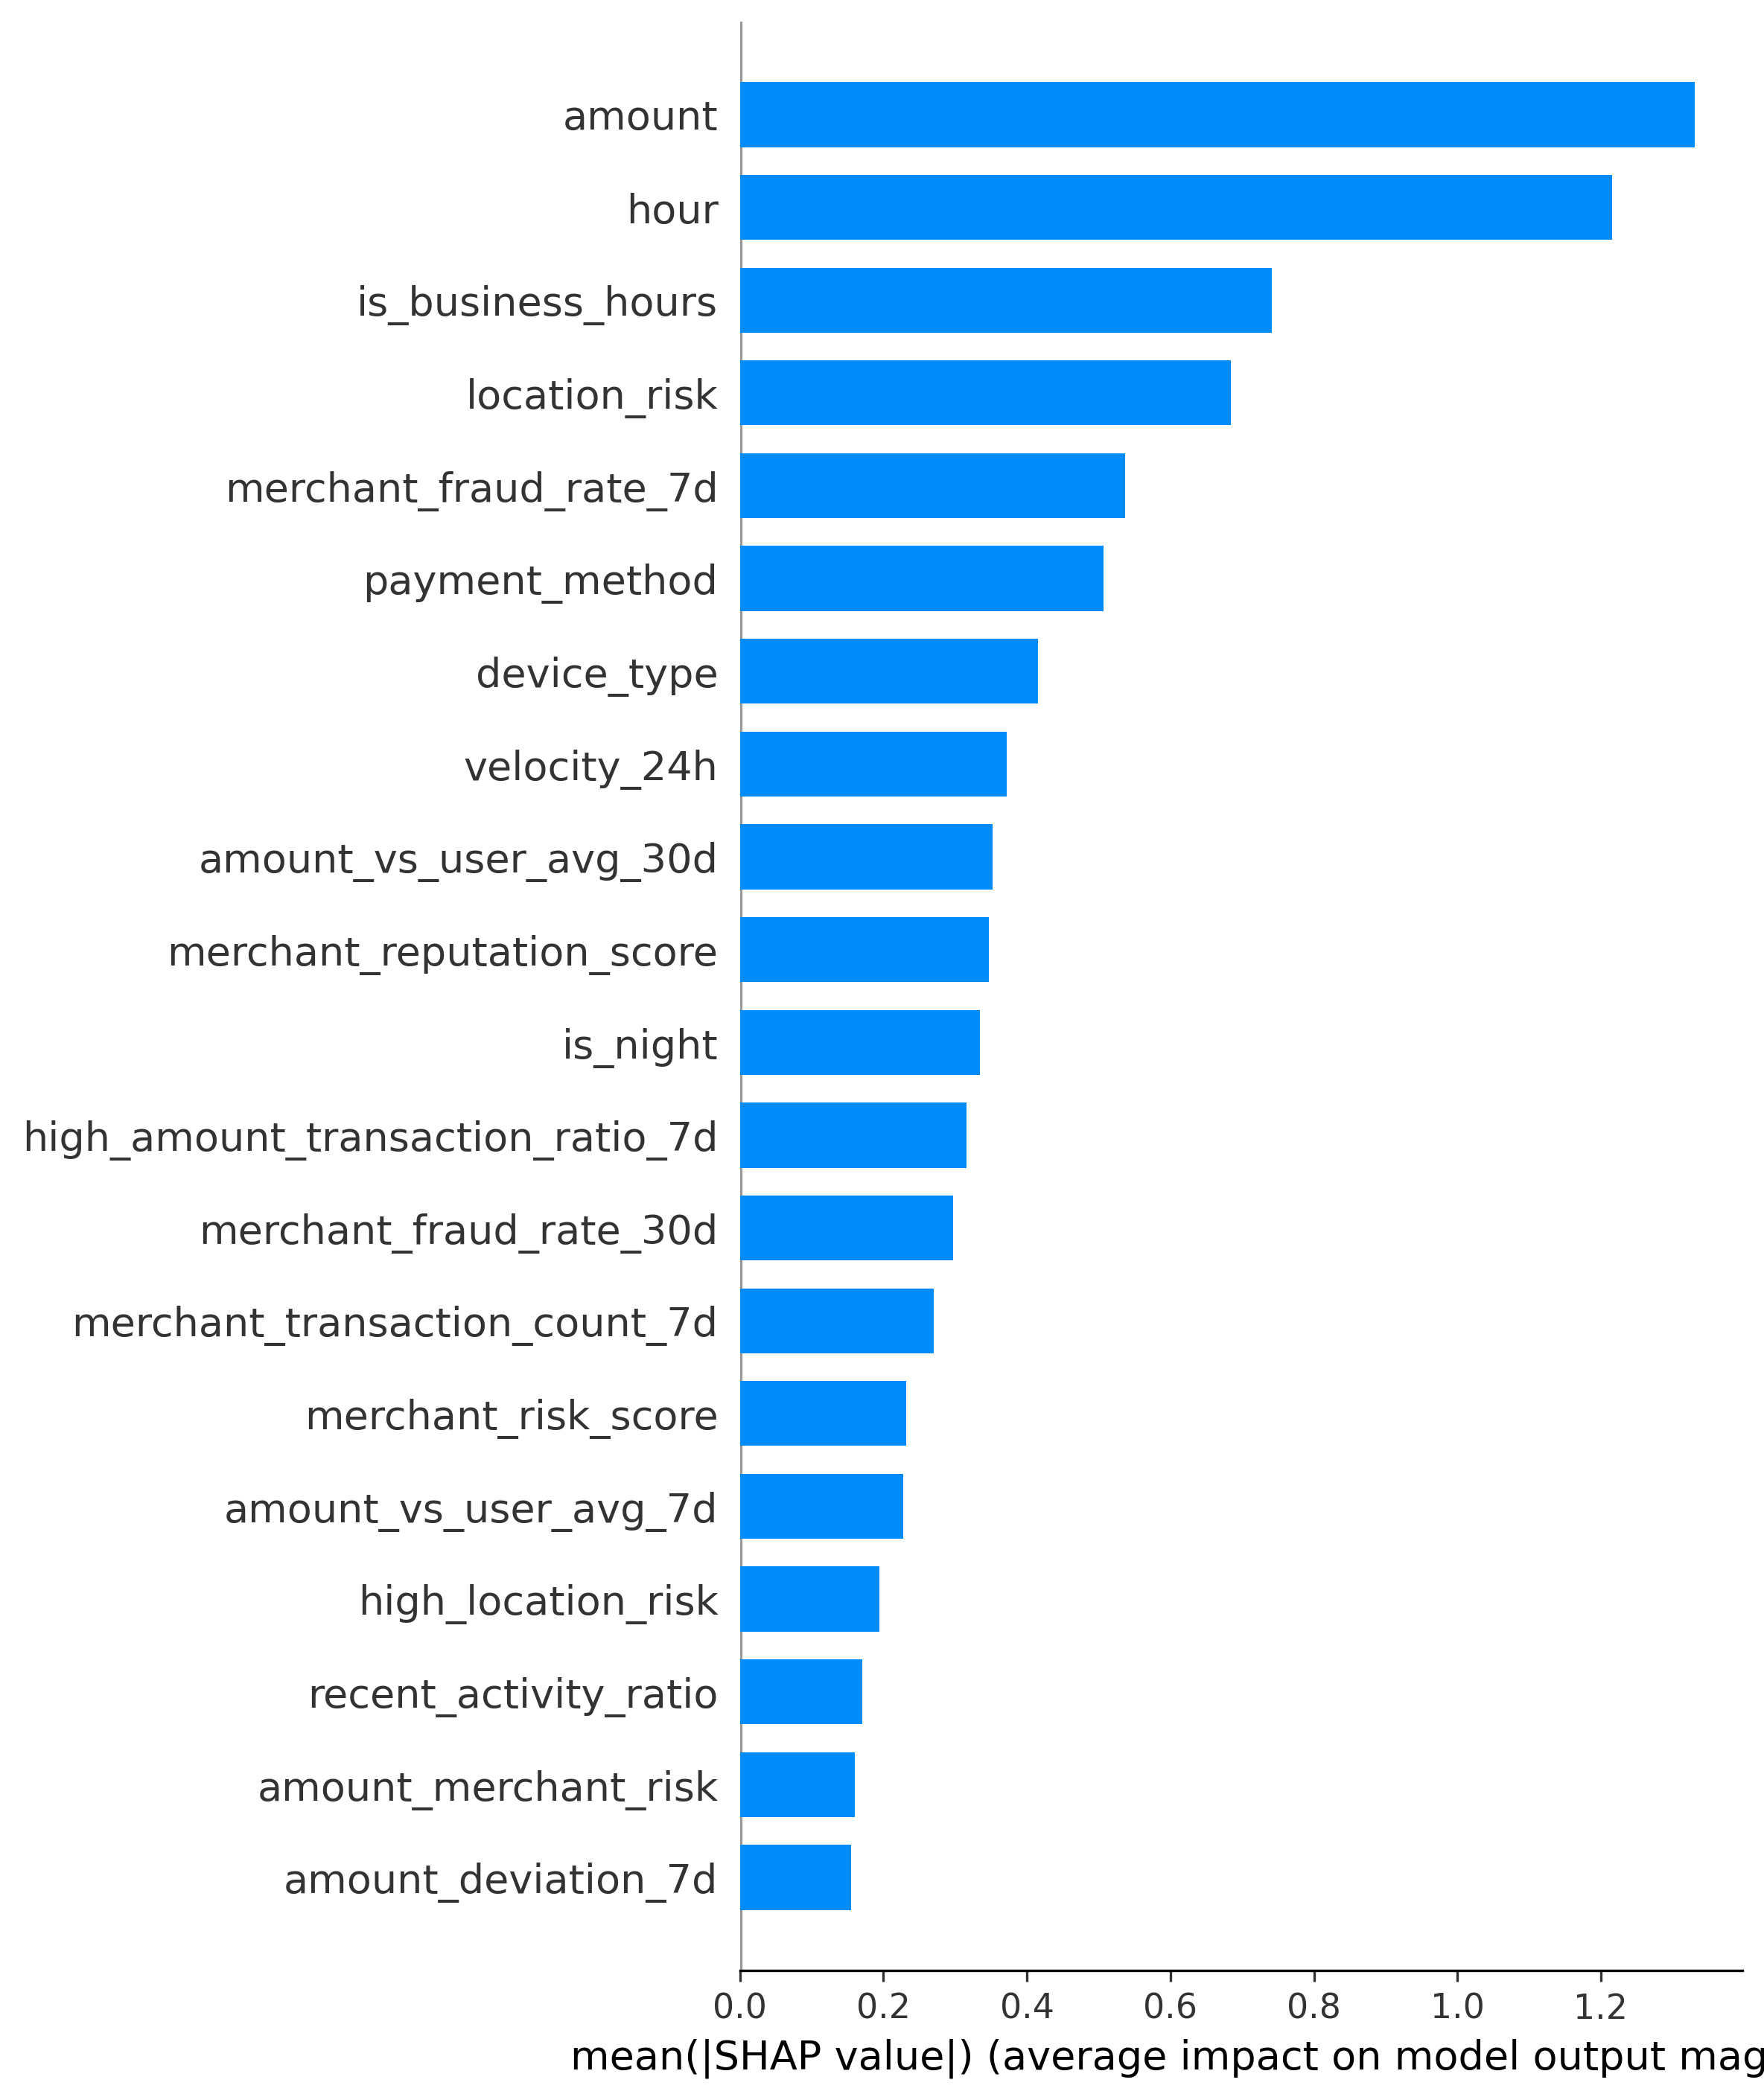 amount
hour
is_business_hours
location_risk
merchant_fraud_rate_7d
payment_method
device_type
velocity_24h
amount_vs_user_avg_30d
merchant_reputation_score
is_night
high_amount_transaction_ratio_7d
merchant_fraud_rate_30d
merchant_transaction_count_7d
merchant_risk_score
amount_vs_user_avg_7d
high_location_risk
recent_activity_ratio
amount_merchant_risk
amount_deviation_7d
0.0 0.2 0.4 0.6 0.8 1.0 1.2
mean(|SHAP value|) (average impact on model output mag